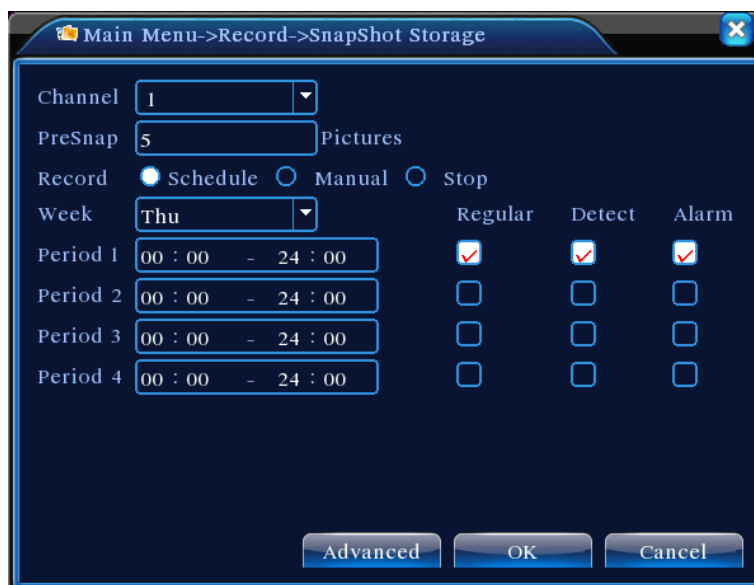 Main Menu->Record->SnapShot Storage
Channel 1
PreSnap 5 Pictures
Record Schedule Manual Stop
Week Thu Regular Detect Alarm
Period 1 00 : 00 - 24 : 00
Period 2 00 : 00 - 24 : 00
Period 3 00 : 00 - 24 : 00
Period 4 00 : 00 - 24 : 00
Advanced OK Cancel